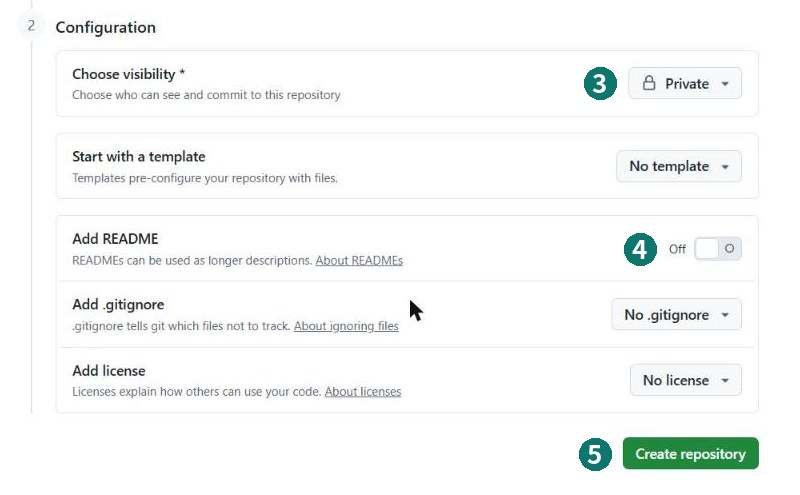 2 Configuration
Choose visibility *
Choose who can see and commit to this repository
3 Private
Start with a template
Templates pre-configure your repository with files.
No template
Add README
READMEs can be used as longer descriptions. About READMEs
4 Off
Add .gitignore
.gitignore tells git which files not to track. About ignoring files
No .gitignore
Add license
Licenses explain how others can use your code. About licenses
No license
5 Create repository